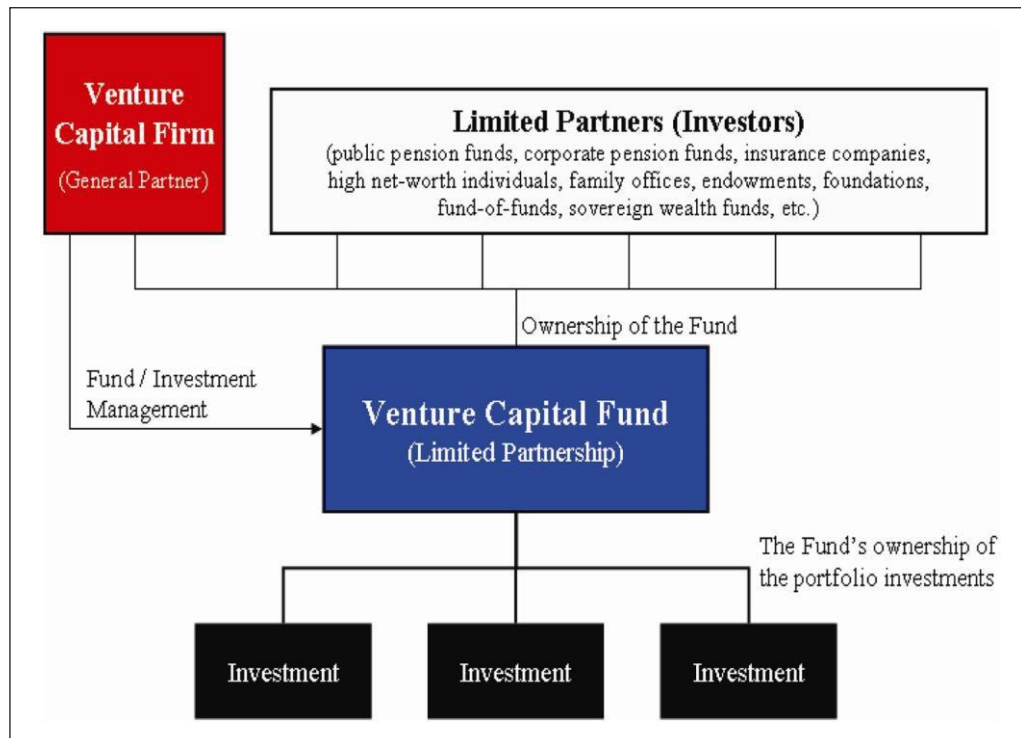 Venture
Capital Firm
(General Partner)
Limited Partners (Investors)
(public pension funds, corporate pension funds, insurance companies,
high net-worth individuals, family offices, endowments, foundations,
fund-of-funds, sovereign wealth funds, etc.)
Ownership of the Fund
Fund / Investment
Management
Venture Capital Fund
(Limited Partnership)
The Fund's ownership of
the portfolio investments
Investment
Investment
Investment